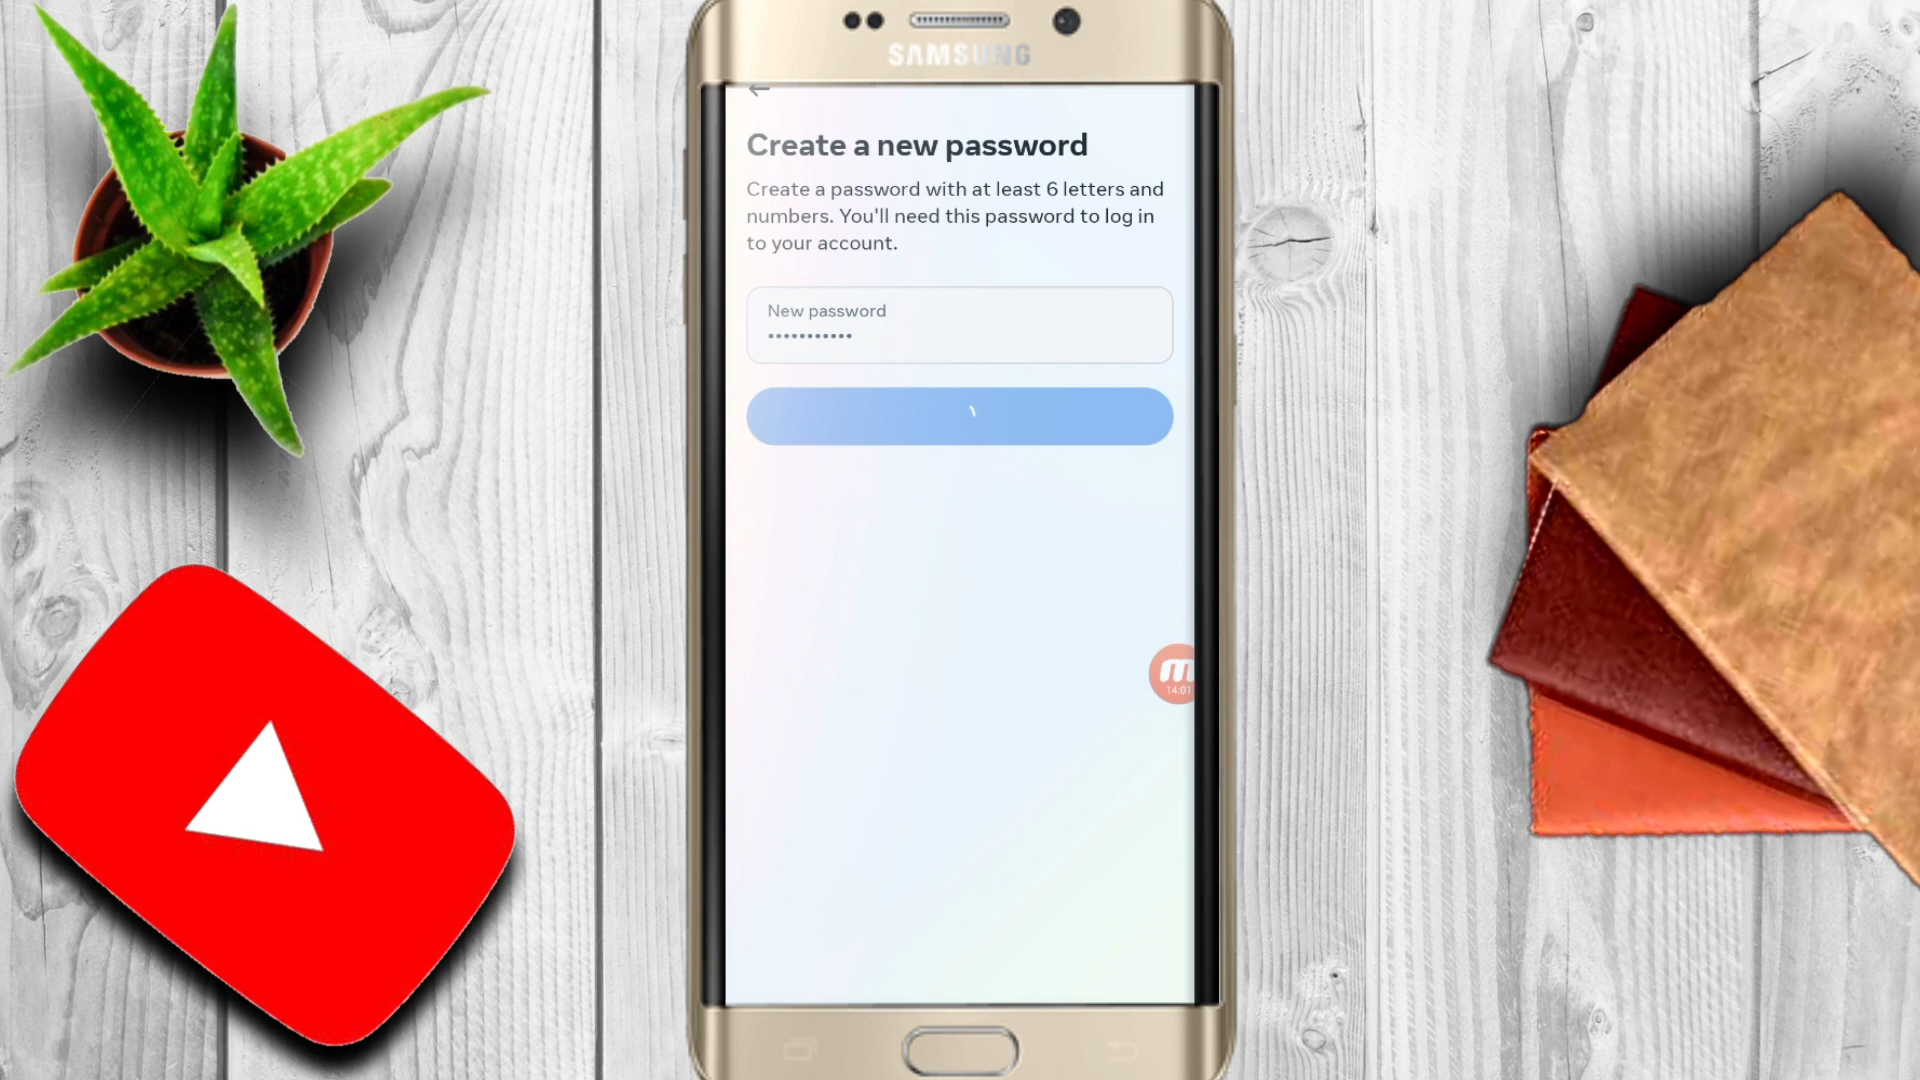 SAMSUNG
Create a new password
Create a password with at least 6 letters and
numbers. You'll need this password to log in
to your account.
New password
•••••••••••
14:01